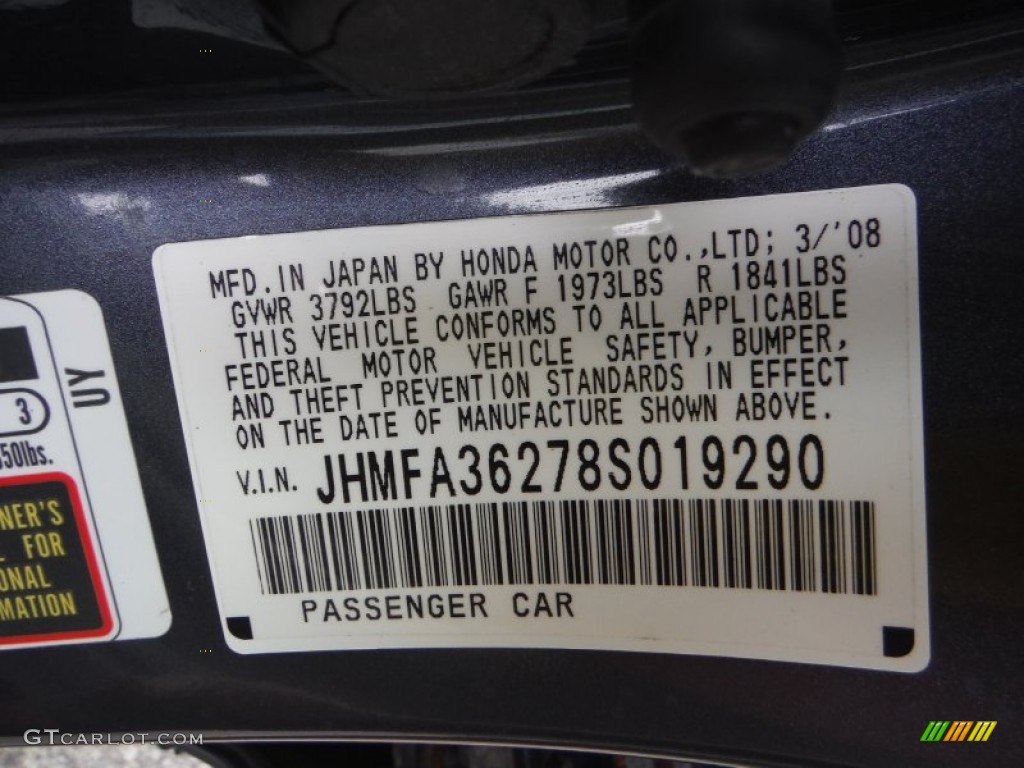 MFD.IN JAPAN BY HONDA MOTOR CO.,LTD; 3/'08
GVWR 3792LBS GAWR F 1973LBS R 1841LBS
THIS VEHICLE CONFORMS TO ALL APPLICABLE
FEDERAL MOTOR VEHICLE SAFETY, BUMPER,
AND THEFT PREVENTION STANDARDS IN EFFECT
ON THE DATE OF MANUFACTURE SHOWN ABOVE.
V.I.N. JHMFA36278S019290
PASSENGER CAR
UY
3
50lbs.
NER'S
FOR
ONAL
MATION
GTCARLOT.COM